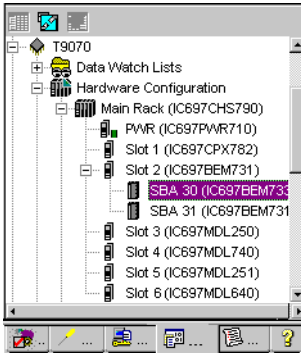 T9070
Data Watch Lists
Hardware Configuration
Main Rack (IC697CHS790)
PWR (IC697PWR710)
Slot 1 (IC697CPX782)
Slot 2 (IC697BEM731)
SBA 30 (IC697BEM733
SBA 31 (IC697BEM731
Slot 3 (IC697MDL250)
Slot 4 (IC697MDL740)
Slot 5 (IC697MDL251)
Slot 6 (IC697MDL640)
... ... ... ... ...